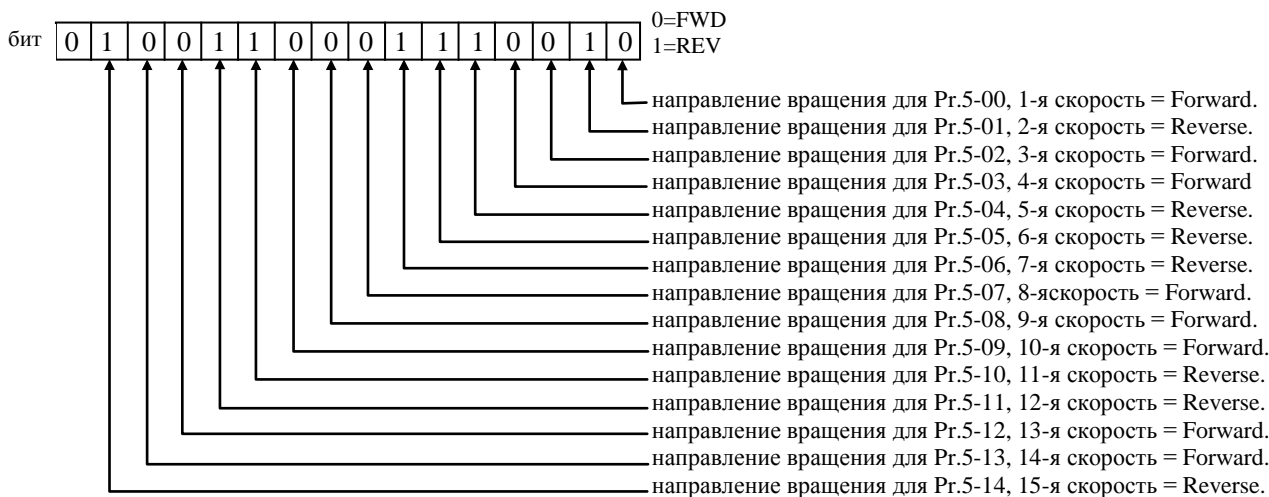 0=FWD
бит 0 1 0 0 1 1 0 0 0 1 1 1 0 0 1 0 1=REV
направление вращения для Pr.5-00, 1-я скорость = Forward.
направление вращения для Pr.5-01, 2-я скорость = Reverse.
направление вращения для Pr.5-02, 3-я скорость = Forward.
направление вращения для Pr.5-03, 4-я скорость = Forward
направление вращения для Pr.5-04, 5-я скорость = Reverse.
направление вращения для Pr.5-05, 6-я скорость = Reverse.
направление вращения для Pr.5-06, 7-я скорость = Reverse.
направление вращения для Pr.5-07, 8-яскорость = Forward.
направление вращения для Pr.5-08, 9-я скорость = Forward.
направление вращения для Pr.5-09, 10-я скорость = Forward.
направление вращения для Pr.5-10, 11-я скорость = Reverse.
направление вращения для Pr.5-11, 12-я скорость = Reverse.
направление вращения для Pr.5-12, 13-я скорость = Forward.
направление вращения для Pr.5-13, 14-я скорость = Forward.
направление вращения для Pr.5-14, 15-я скорость = Reverse.